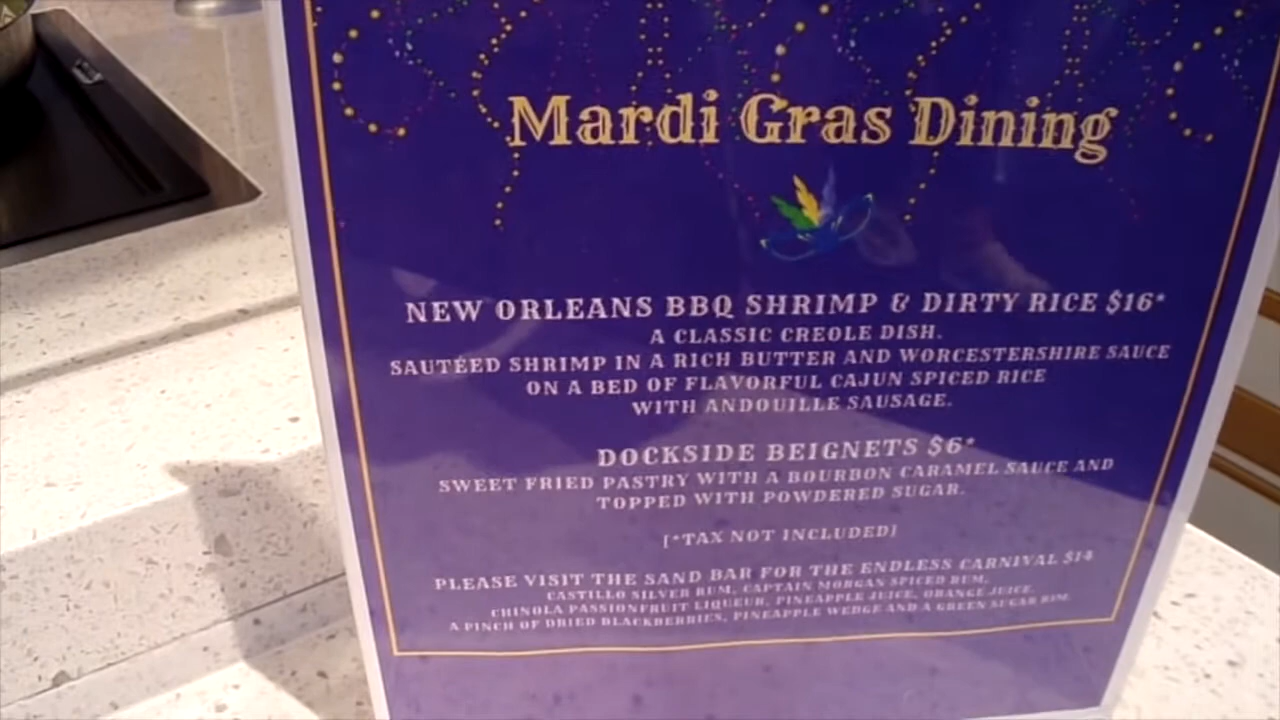 Mardi Gras Dining
NEW ORLEANS BBQ SHRIMP & DIRTY RICE $16*
A CLASSIC CREOLE DISH.
SAUTÉED SHRIMP IN A RICH BUTTER AND WORCESTERSHIRE SAUCE
ON A BED OF FLAVORFUL CAJUN SPICED RICE
WITH ANDOUILLE SAUSAGE.
DOCKSIDE BEIGNETS $6*
SWEET FRIED PASTRY WITH A BOURBON CARAMEL SAUCE AND
TOPPED WITH POWDERED SUGAR.
[*TAX NOT INCLUDED]
PLEASE VISIT THE SAND BAR FOR THE ENDLESS CARNIVAL $14
CASTILLO SILVER RUM, CAPTAIN MORGAN SPICED RUM,
CHINOLA PASSIONFRUIT LIQUEUR, PINEAPPLE JUICE, ORANGE JUICE,
A PINCH OF DRIED BLACKBERRIES, PINEAPPLE WEDGE AND A GREEN SUGAR RIM.